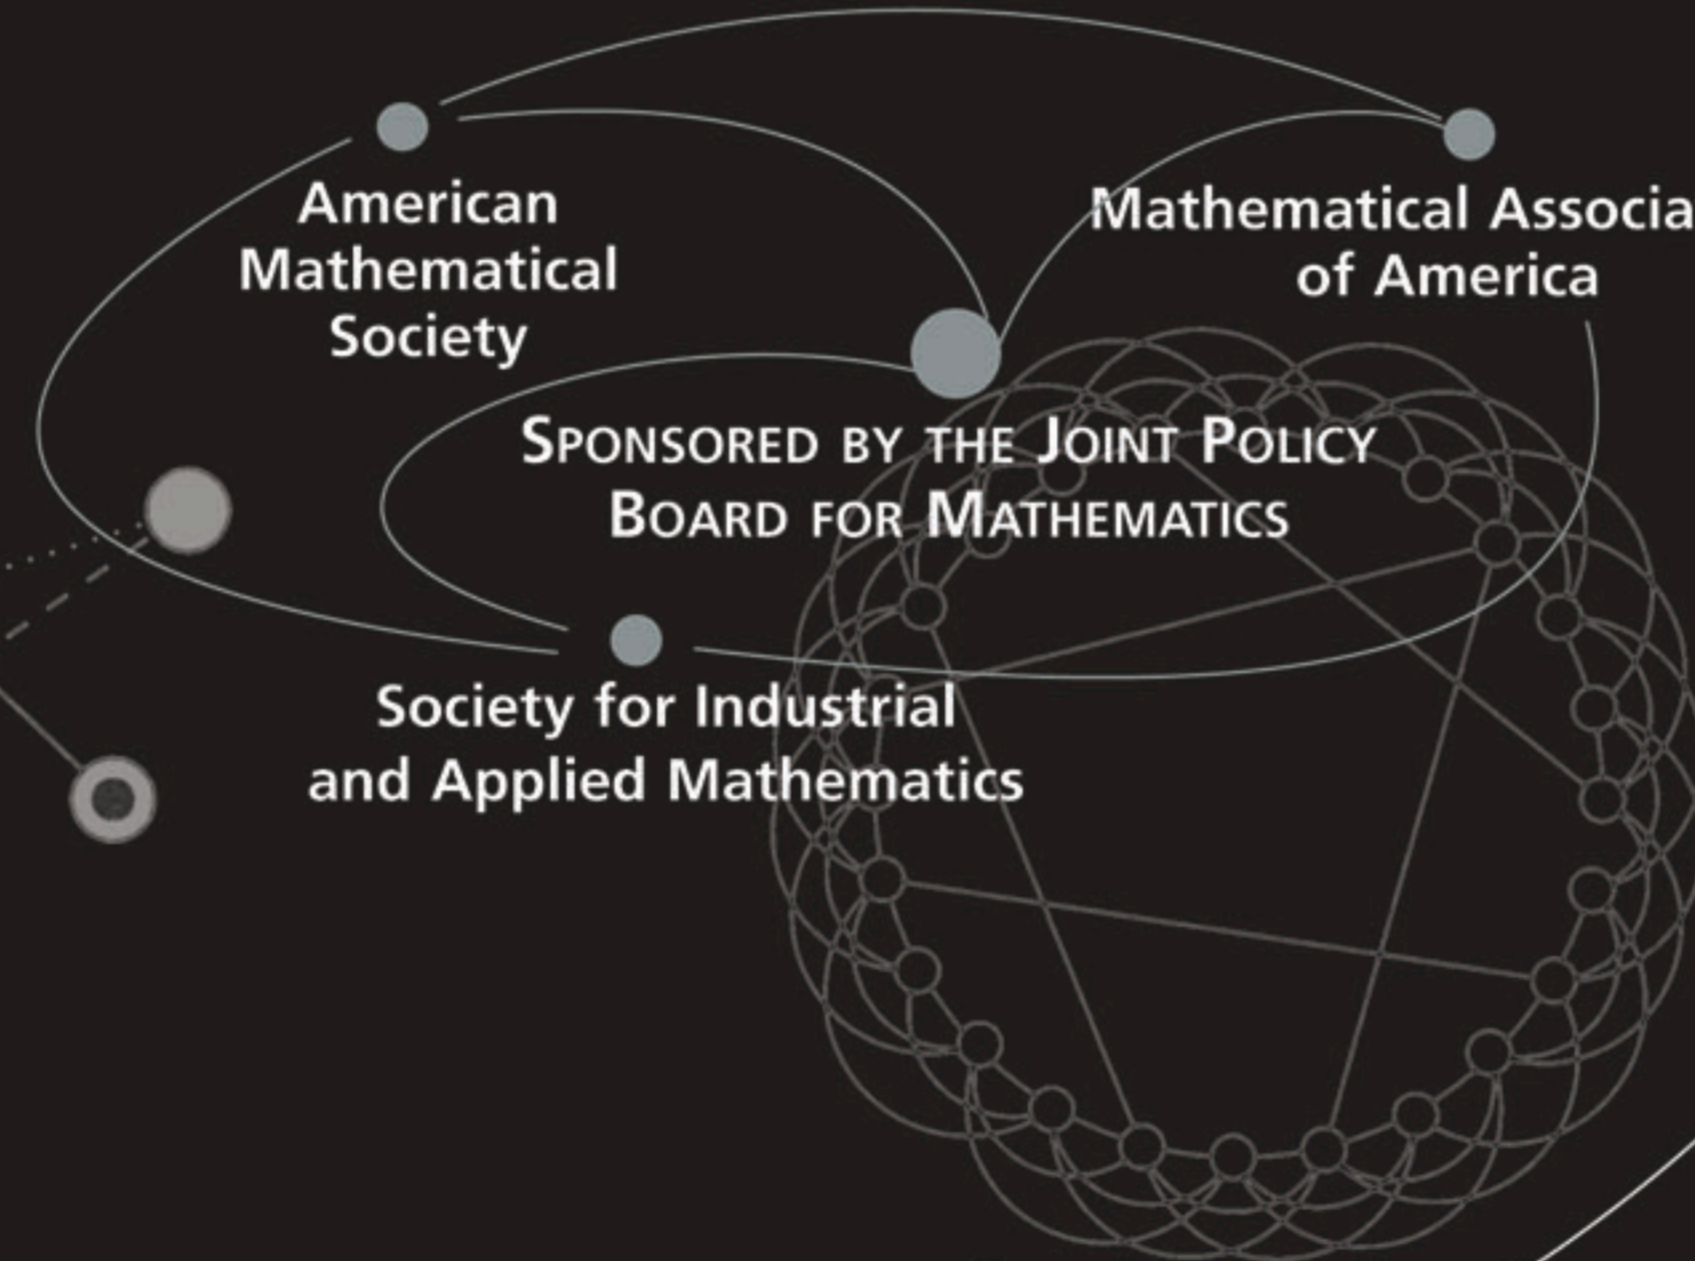 American
Mathematical
Society
Mathematical Associa
of America
SPONSORED BY THE JOINT POLICY
BOARD FOR MATHEMATICS
Society for Industrial
and Applied Mathematics